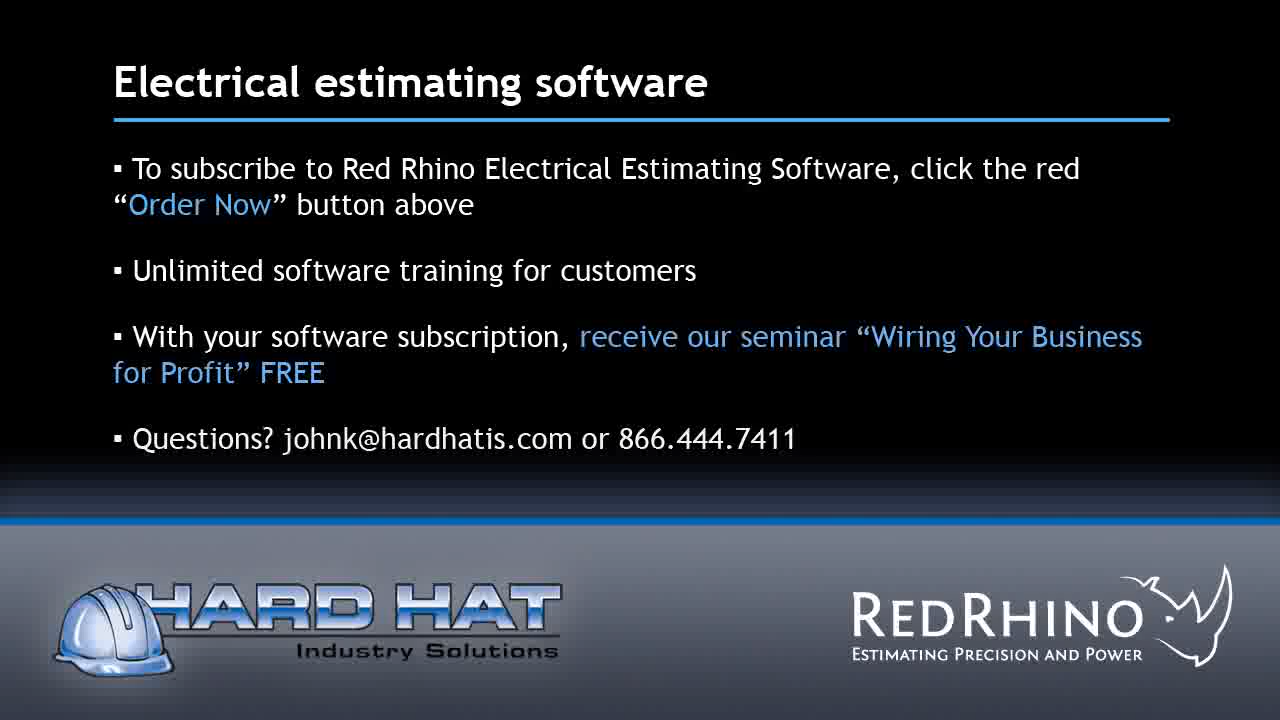 Electrical estimating software
▪ To subscribe to Red Rhino Electrical Estimating Software, click the red
“Order Now” button above
▪ Unlimited software training for customers
▪ With your software subscription, receive our seminar “Wiring Your Business
for Profit” FREE
▪ Questions? johnk@hardhatis.com or 866.444.7411
HARD HAT
Industry Solutions
REDRHINO
ESTIMATING PRECISION AND POWER